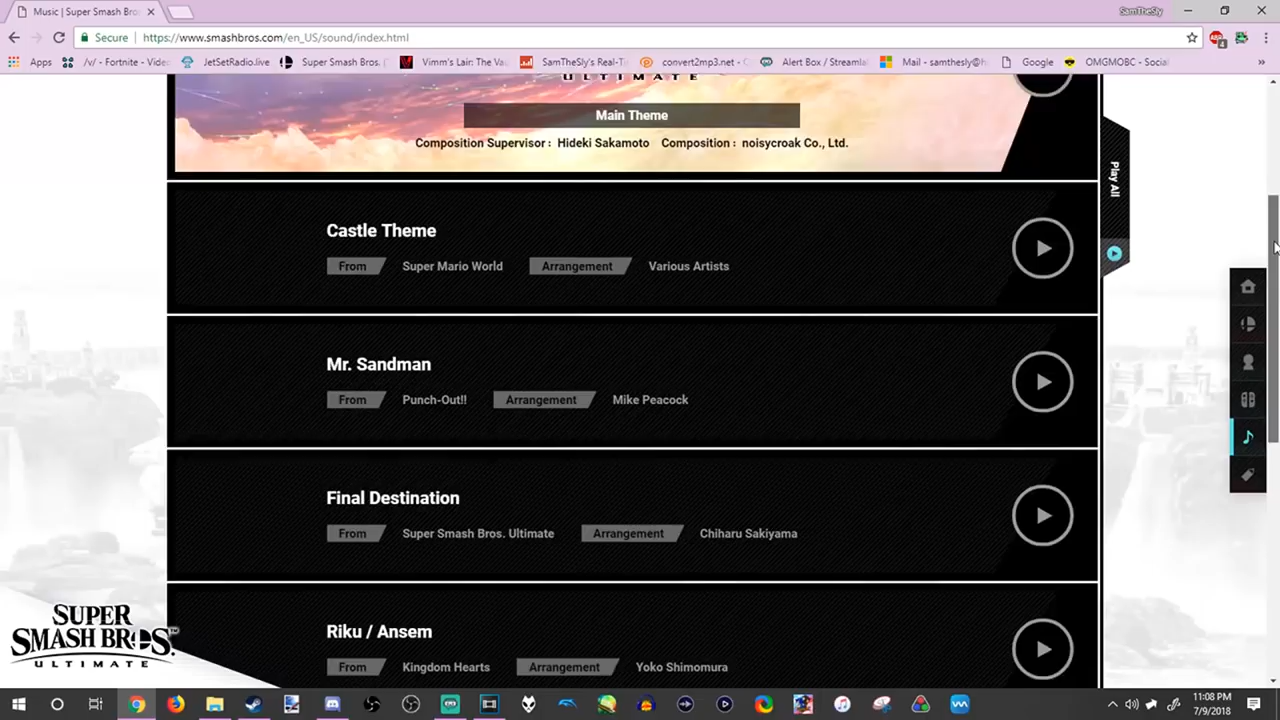 Music | Super Smash Bro
SamTheSly
Secure https://www.smashbros.com/en_US/sound/index.html
Apps /v/ - Fortnite - Video JetSetRadio.live Super Smash Bros. Vimm's Lair: The Va SamTheSly's Real-Ti convert2mp3.net - Alert Box / Streamla Mail - samthesly@h Google OMGMOBC - Social »
ULTIMATE
Main Theme
Composition Supervisor : Hideki Sakamoto Composition : noisycroak Co., Ltd.
Play All
Castle Theme
From Super Mario World Arrangement Various Artists
Mr. Sandman
From Punch-Out!! Arrangement Mike Peacock
Final Destination
From Super Smash Bros. Ultimate Arrangement Chiharu Sakiyama
Riku / Ansem
From Kingdom Hearts Arrangement Yoko Shimomura
SUPER
SMASH BROS.™
ULTIMATE
11:08 PM
7/9/2018